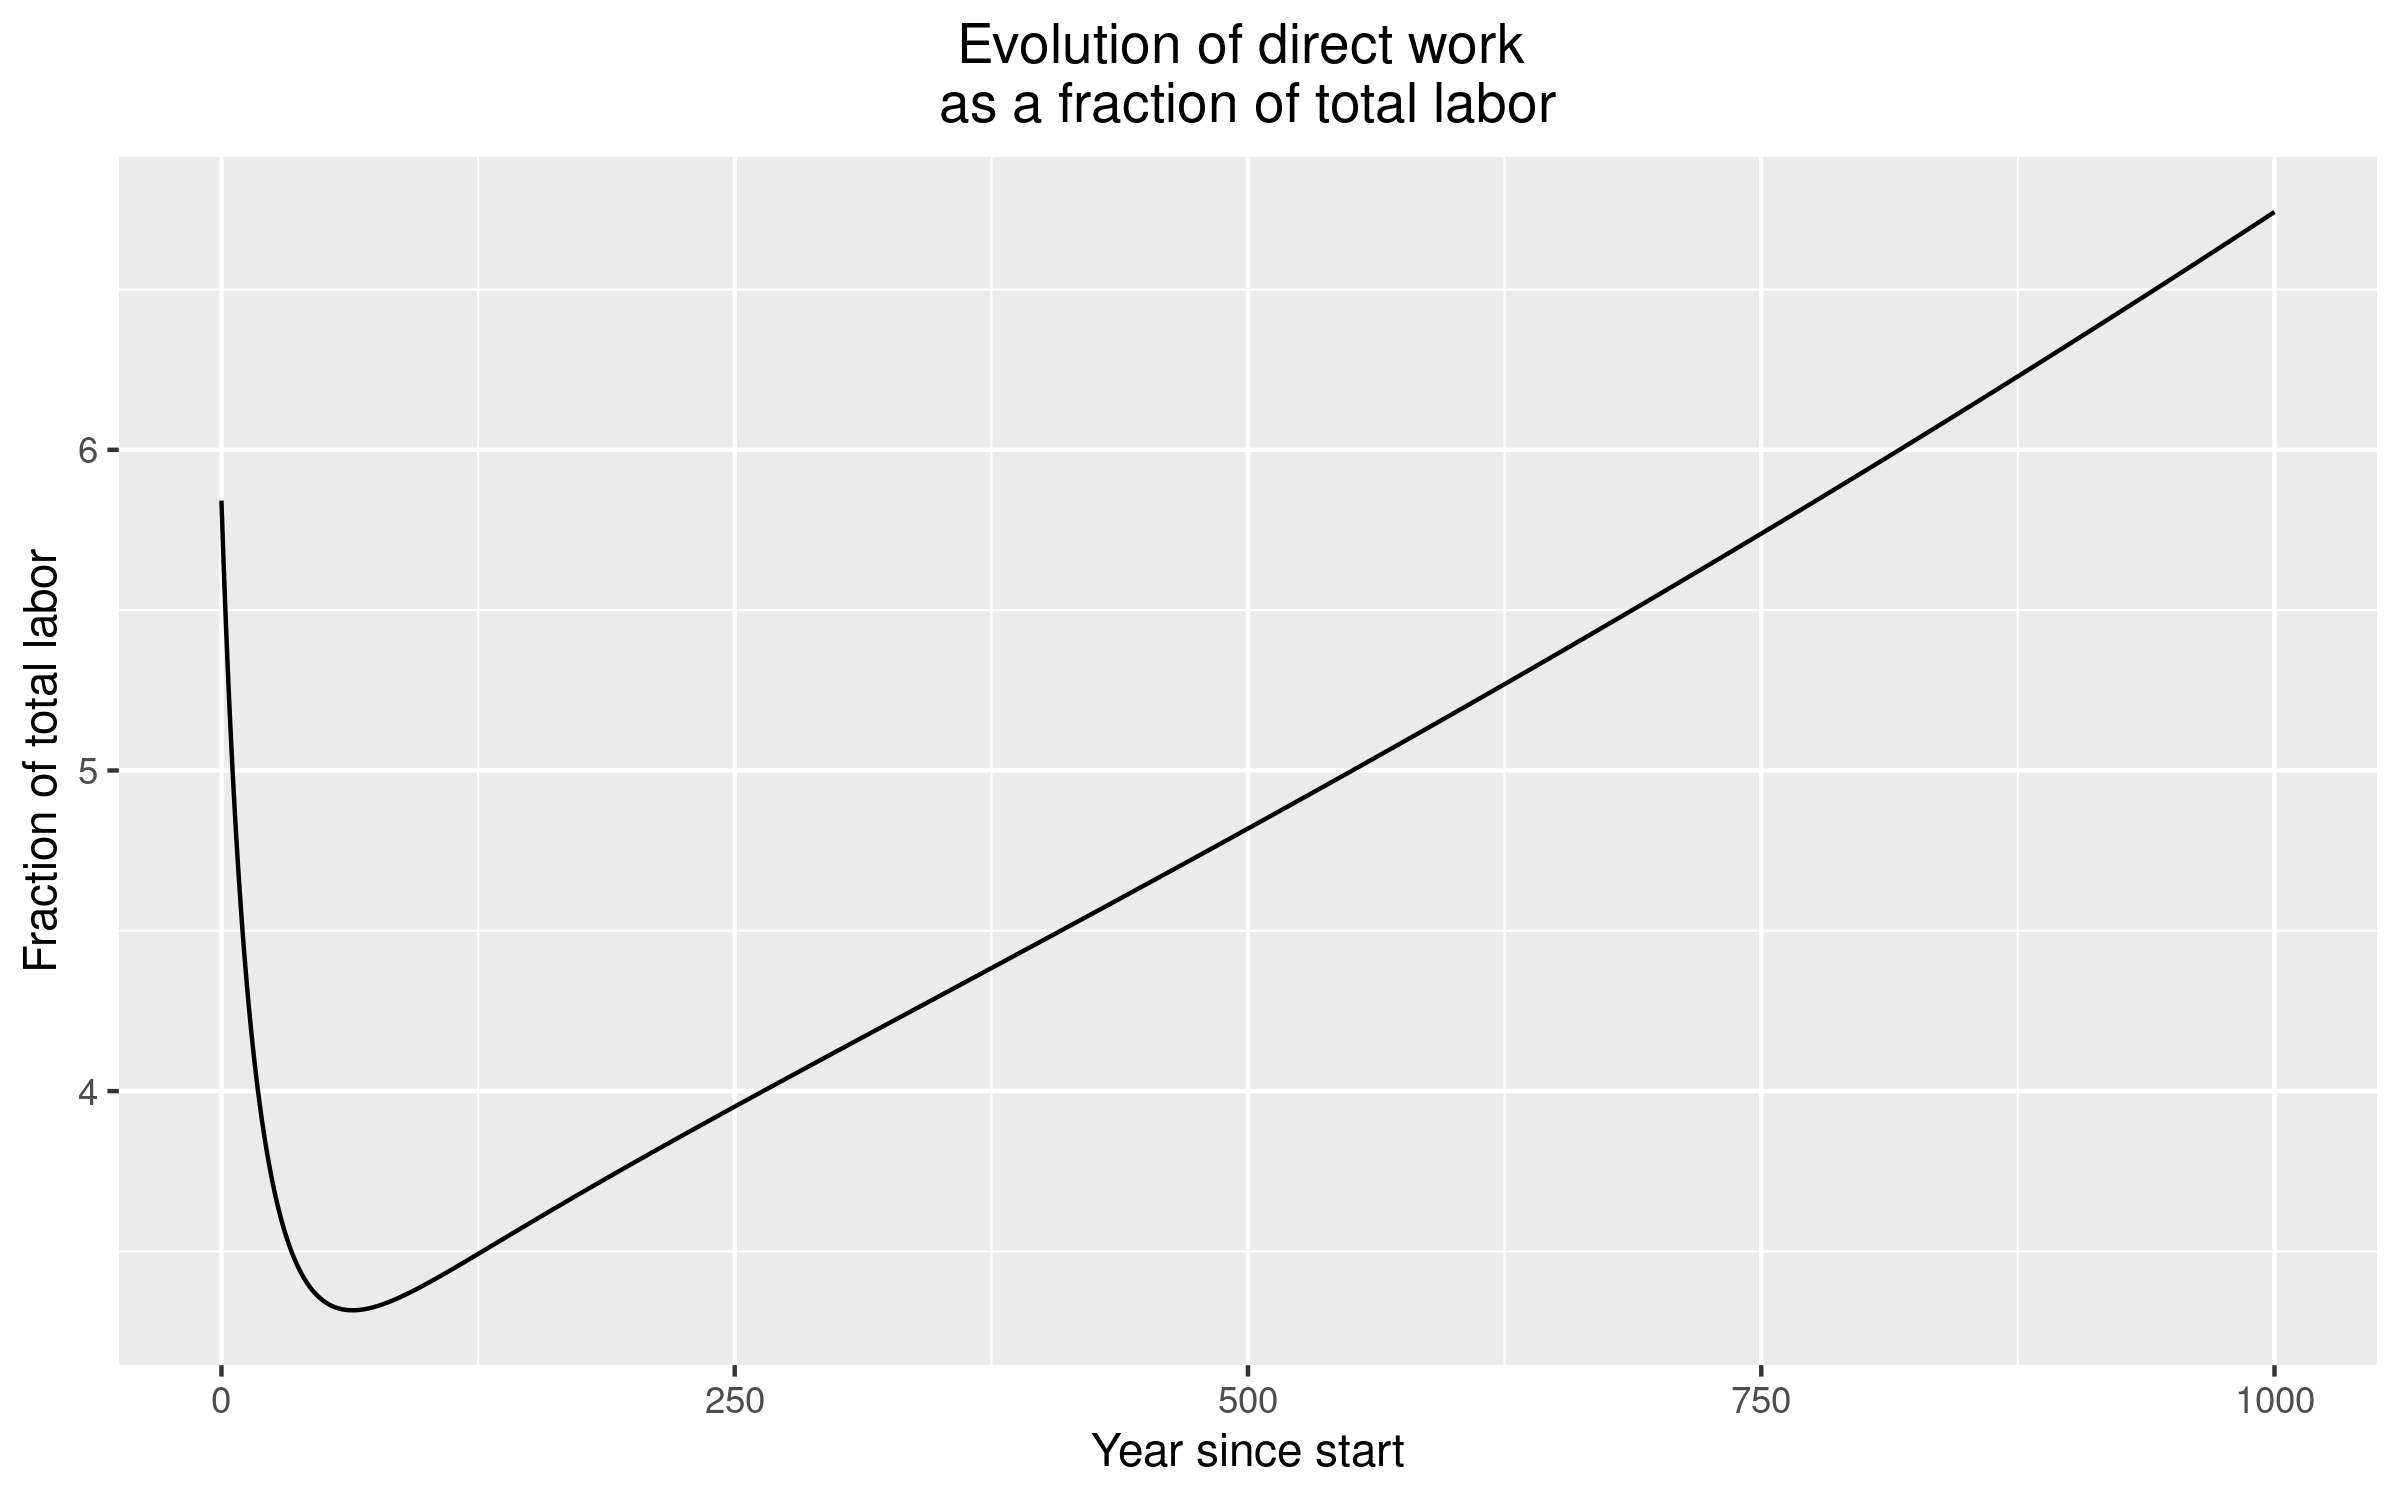 Evolution of direct work
as a fraction of total labor
Fraction of total labor
6
5
4
0 250 500 750 1000
Year since start